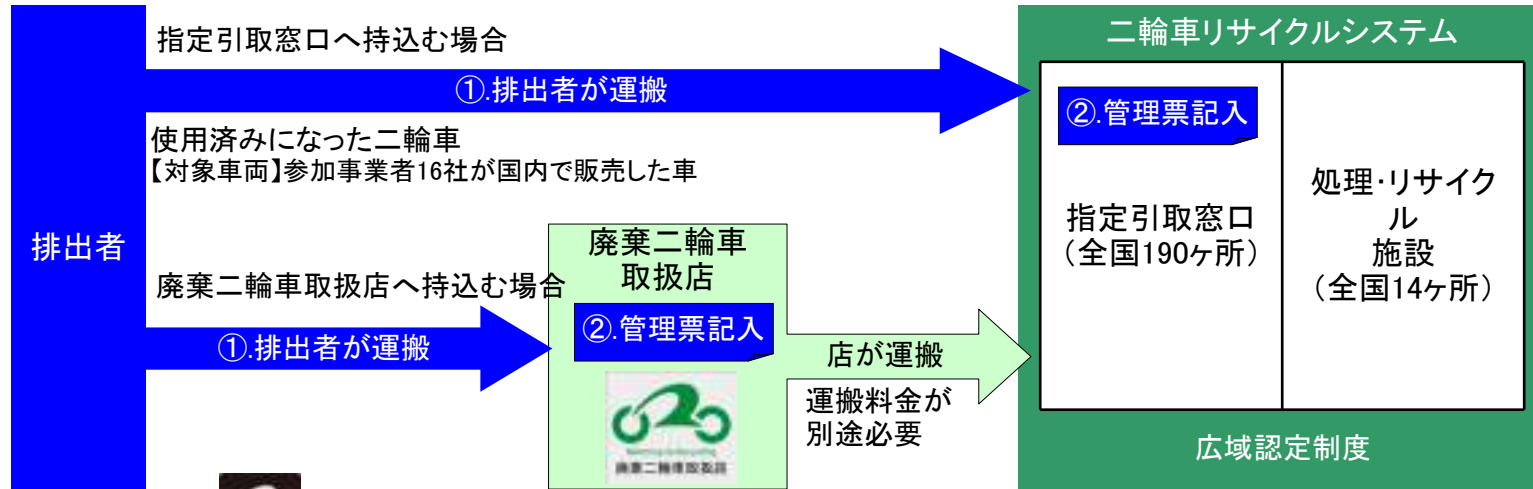 指定引取窓口へ持込む場合
①.排出者が運搬
使用済みになった二輪車
【対象車両】参加事業者16社が国内で販売した車
排出者
廃棄二輪車取扱店へ持込む場合
①.排出者が運搬
廃棄二輪車
取扱店
②.管理票記入
廃棄二輪車取扱店
店が運搬
運搬料金が
別途必要
二輪車リサイクルシステム
②.管理票記入
指定引取窓口
（全国190ヶ所）
処理・リサイク
ル
施設
（全国14ヶ所）
広域認定制度